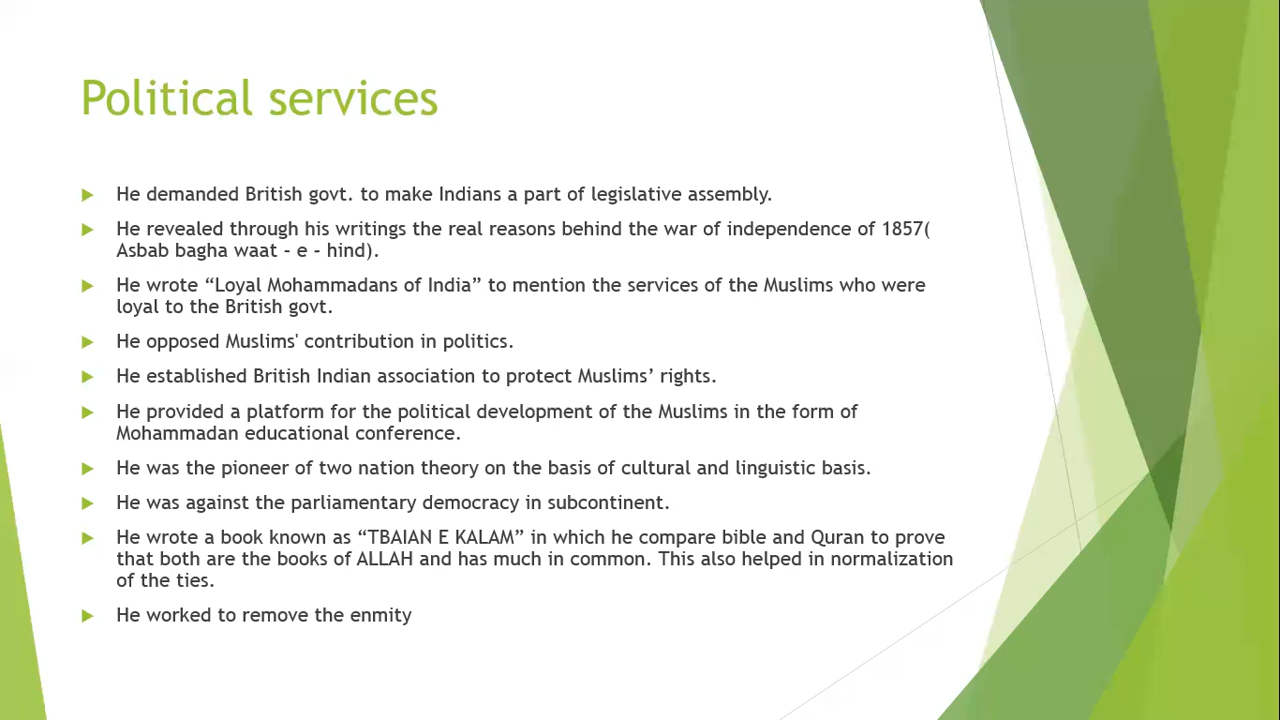 Political services
He demanded British govt. to make Indians a part of legislative assembly.
He revealed through his writings the real reasons behind the war of independence of 1857(
Asbab bagha waat – e – hind).
He wrote “Loyal Mohammadans of India” to mention the services of the Muslims who were
loyal to the British govt.
He opposed Muslims' contribution in politics.
He established British Indian association to protect Muslims’ rights.
He provided a platform for the political development of the Muslims in the form of
Mohammadan educational conference.
He was the pioneer of two nation theory on the basis of cultural and linguistic basis.
He was against the parliamentary democracy in subcontinent.
He wrote a book known as “TBAIAN E KALAM” in which he compare bible and Quran to prove
that both are the books of ALLAH and has much in common. This also helped in normalization
of the ties.
He worked to remove the enmity